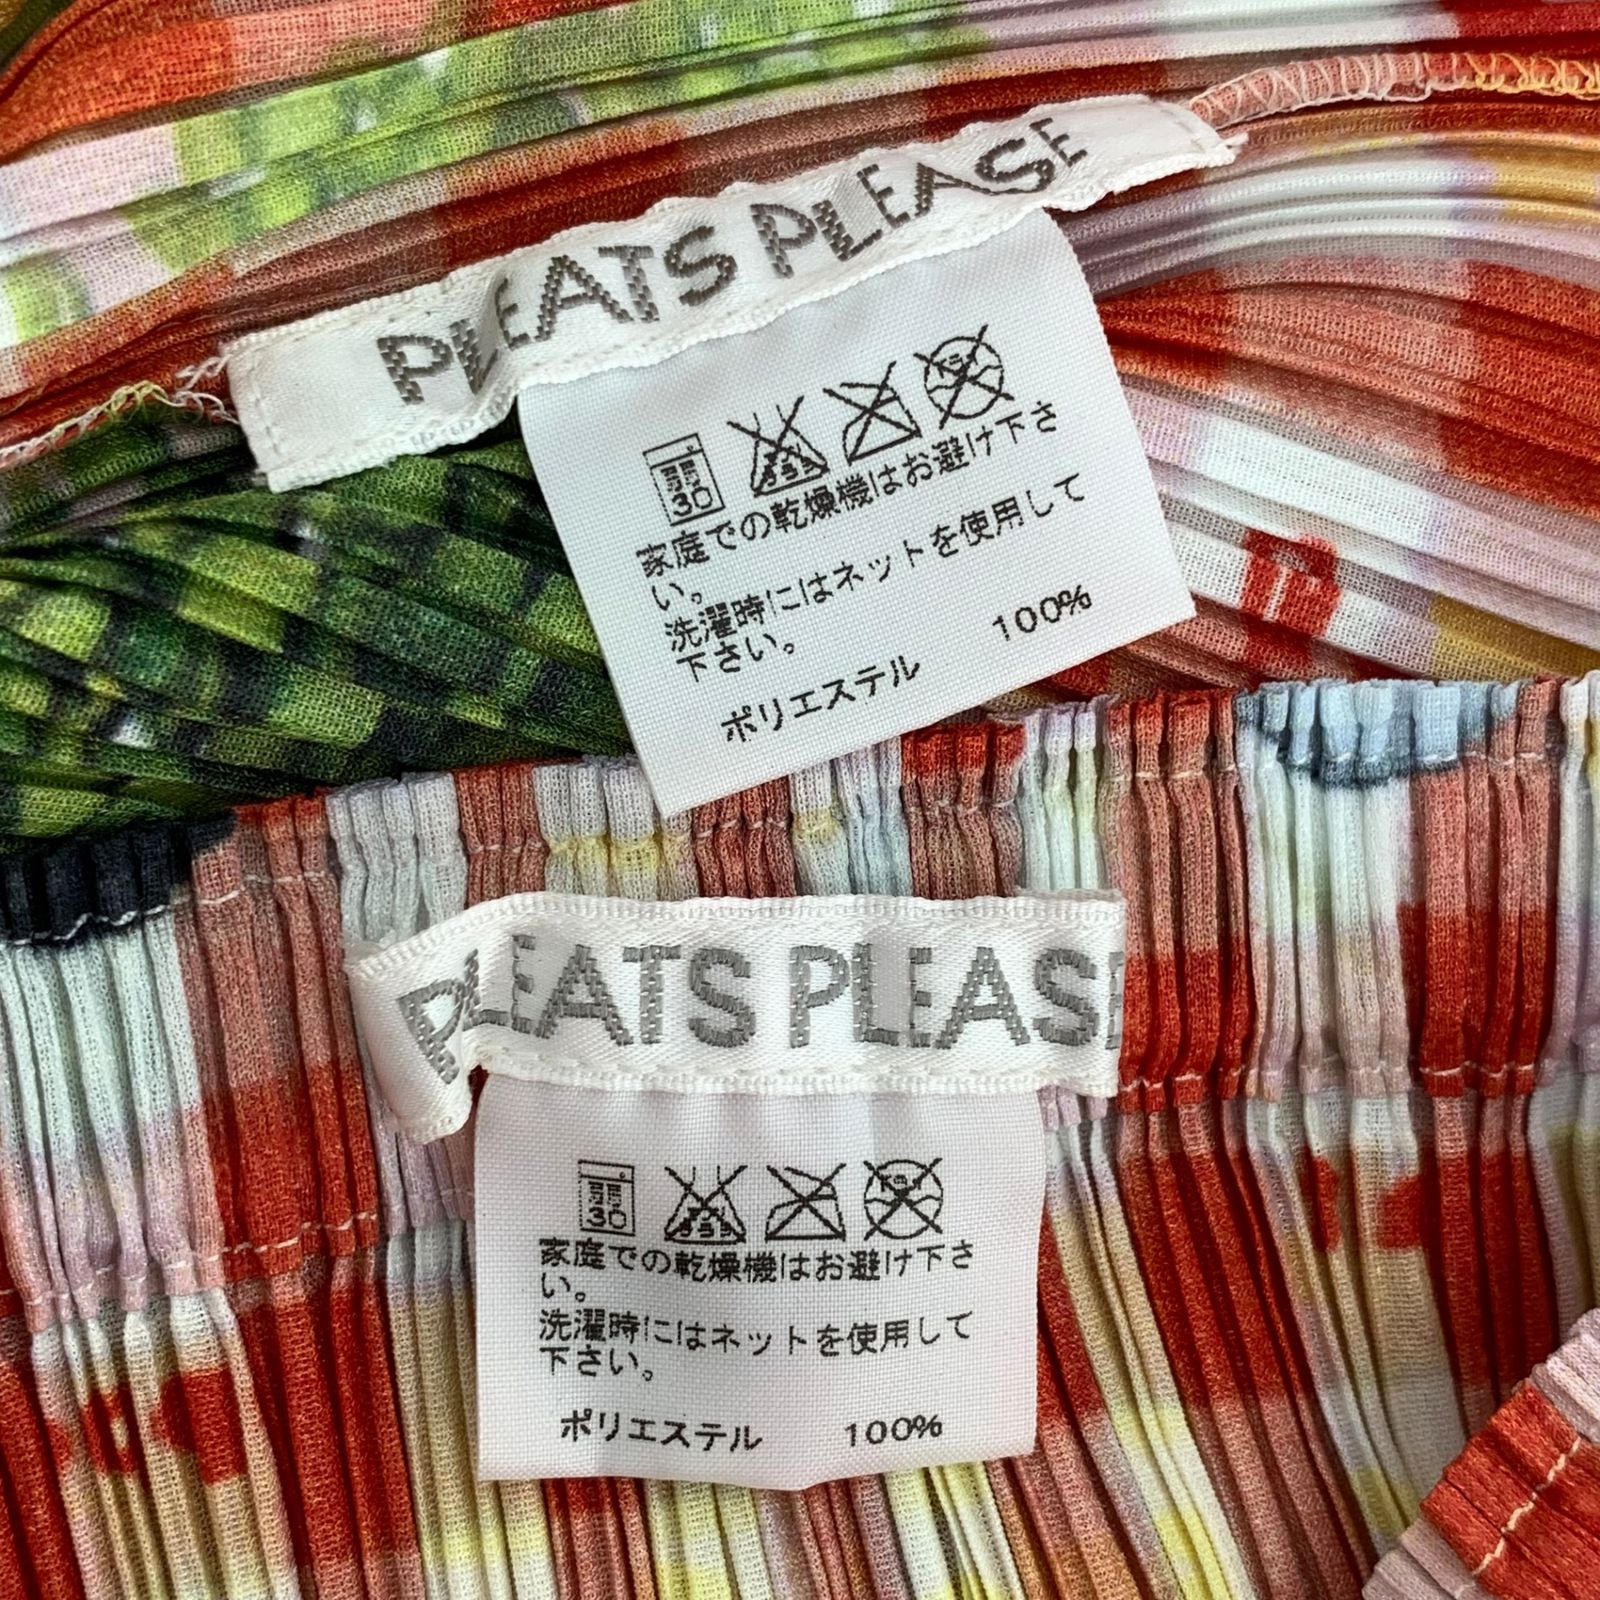 PLEATS PLEASE
弱
30
家庭での乾燥機はお避け下さ
い。
洗濯時にはネットを使用して
下さい。
ポリエステル 100%
PLEATS PLEASE
弱
30
家庭での乾燥機はお避け下さ
い。
洗濯時にはネットを使用して
下さい。
ポリエステル 100%